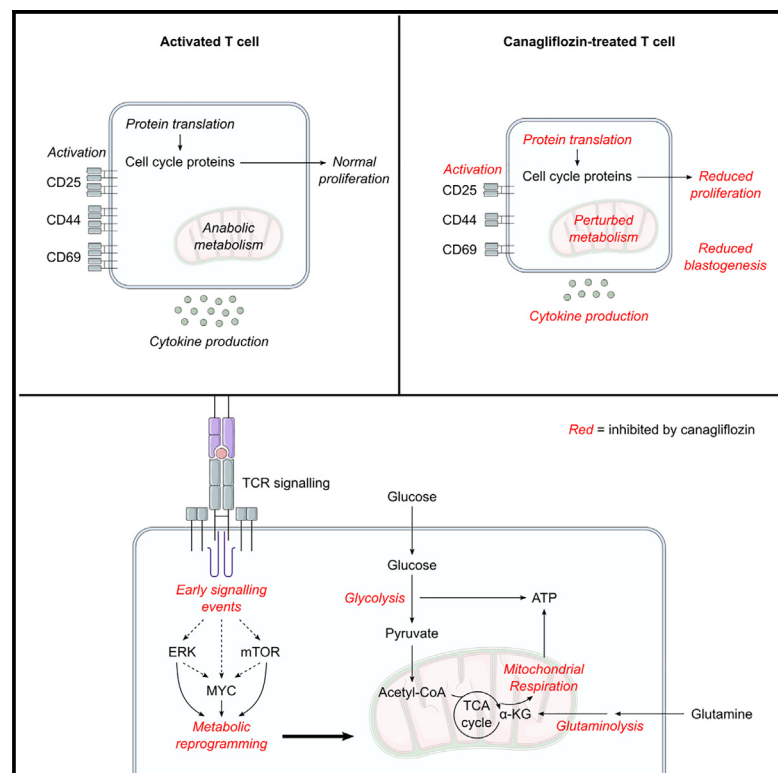 Activated T cell
Protein translation
Activation
Cell cycle proteins
Normal
proliferation
CD25
CD44
CD69
Anabolic
metabolism
Cytokine production
Canagliflozin-treated T cell
Protein translation
Activation
Cell cycle proteins
Reduced
proliferation
CD25
CD44
CD69
Perturbed
metabolism
Reduced
blastogenesis
Cytokine production
Red = inhibited by canagliflozin
TCR signalling
Glucose
Glucose
Early signalling
events
Glycolysis
ATP
ERK
mTOR
Pyruvate
MYC
Mitochondrial
Respiration
Acetyl-CoA
TCA
cycle
α-KG
Glutaminolysis
Glutamine
Metabolic
reprogramming